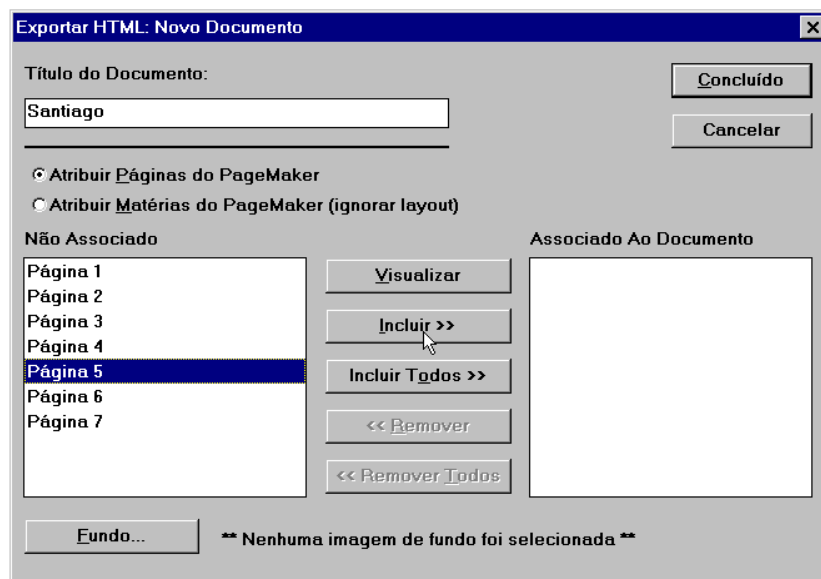 Exportar HTML: Novo Documento
Título do Documento:
Concluído
Santiago
Cancelar
Atribuir Páginas do PageMaker
Atribuir Matérias do PageMaker (ignorar layout)
Não Associado
Associado Ao Documento
Página 1
Página 2
Página 3
Página 4
Página 5
Página 6
Página 7
Visualizar
Incluir >>
Incluir Todos >>
<< Remover
<< Remover Todos
Fundo...
** Nenhuma imagem de fundo foi selecionada **